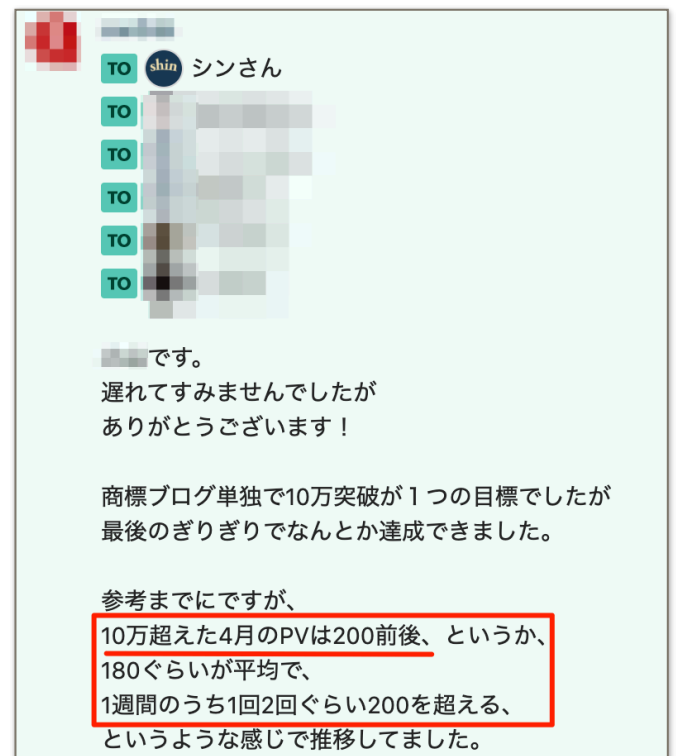 TO shin シンさん
TO
TO
TO
TO
TO
です。
遅れてすみませんでしたが
ありがとうございます！
商標ブログ単独で10万突破が１つの目標でしたが
最後のぎりぎりでなんとか達成できました。
参考までにですが、
10万超えた4月のPVは200前後、というか、
180ぐらいが平均で、
1週間のうち1回2回ぐらい200を超える、
というような感じで推移してました。